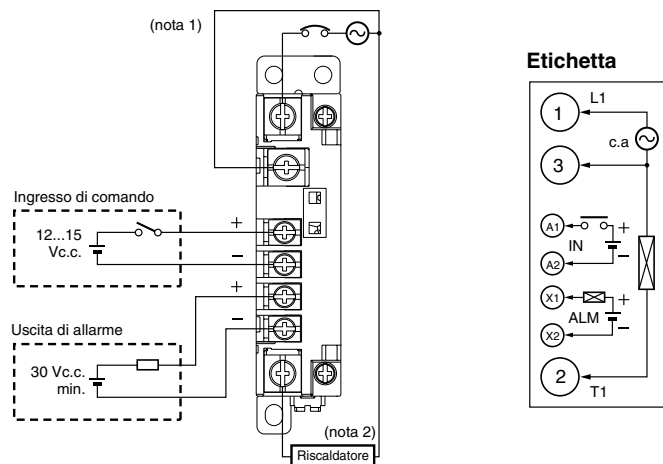 (nota 1)
Ingresso di comando
12...15
Vc.c.
+
−
+
−
Uscita di allarme
30 Vc.c.
min.
(nota 2)
Riscaldatore
Etichetta
1
L1
c.a
3
A1
+
IN
−
A2
X1
+
ALM
−
X2
2
T1